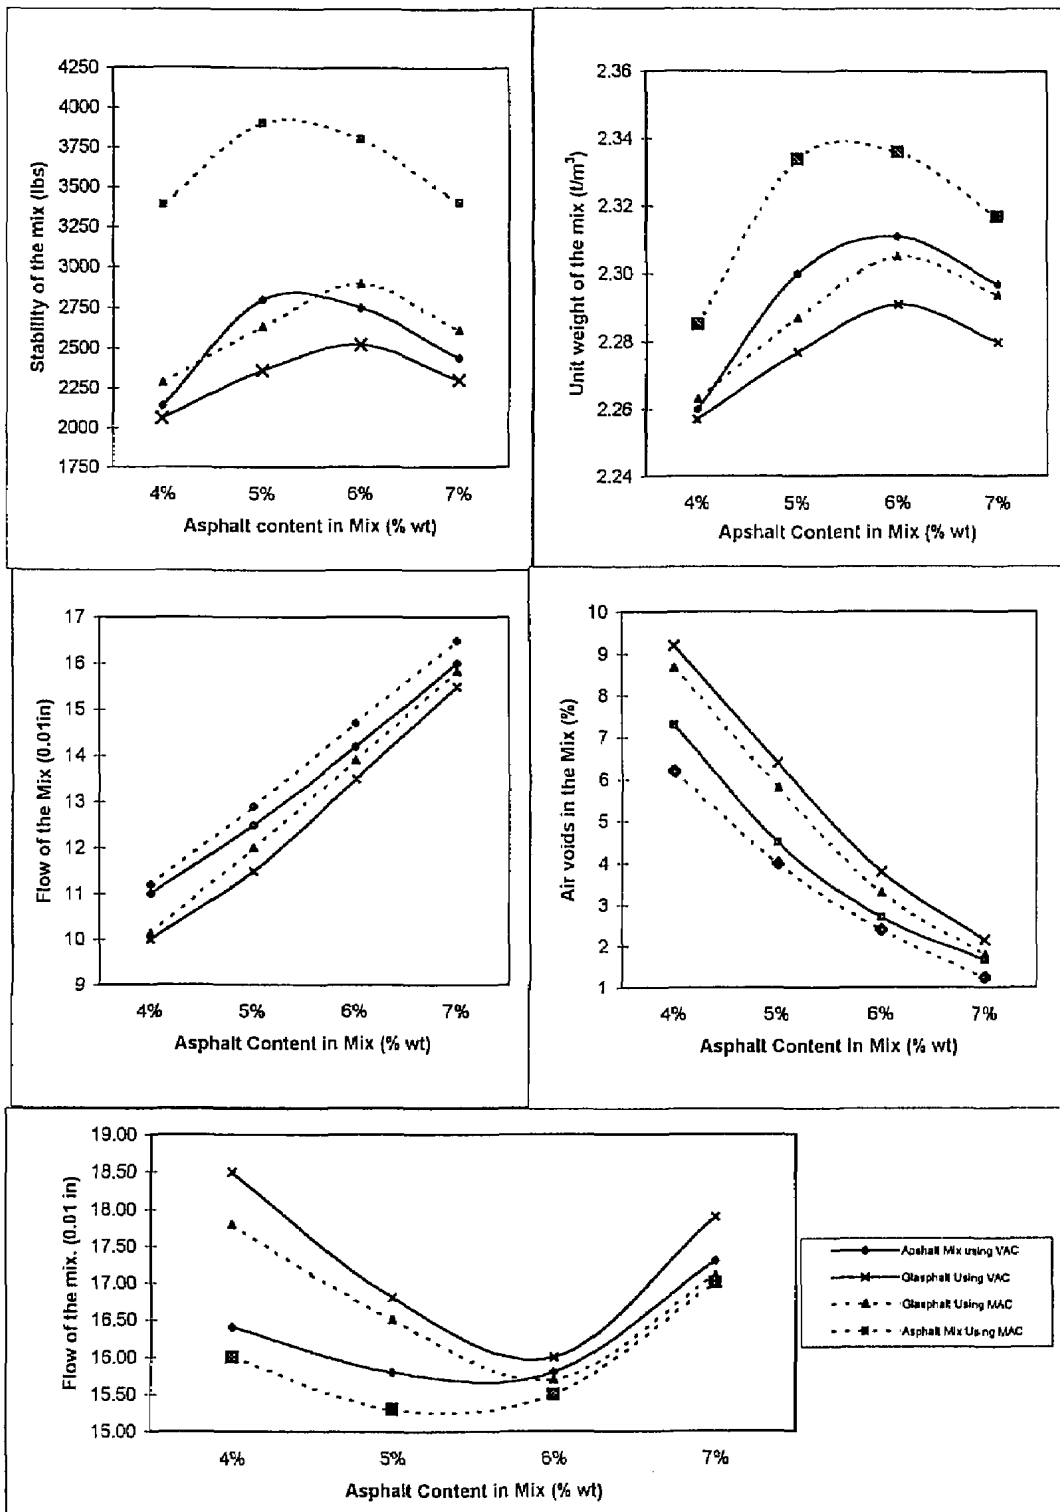 4250
4000
3750
3500
3250
3000
2750
2500
2250
2000
1750
Stability of the mix (lbs)
4% 5% 6% 7%
Asphalt content in Mix (% wt)
2.36
2.34
2.32
2.30
2.28
2.26
2.24
Unit weight of the mix (t/m³)
4% 5% 6% 7%
Apshalt Content in Mix (% wt)
17
16
15
14
13
12
11
10
9
Flow of the Mix (0.01in)
4% 5% 6% 7%
Asphalt Content in Mix (% wt)
10
9
8
7
6
5
4
3
2
1
Air voids in the Mix (%)
4% 5% 6% 7%
Asphalt Content In Mix (% wt)
19.00
18.50
18.00
17.50
17.00
16.50
16.00
15.50
15.00
Flow of the mix. (0.01 in)
4% 5% 6% 7%
Asphalt Content in Mix (% wt)
Apshalt Mix using VAC
Glasphalt Using VAC
Glasphalt Using MAC
Asphalt Mix Using MAC